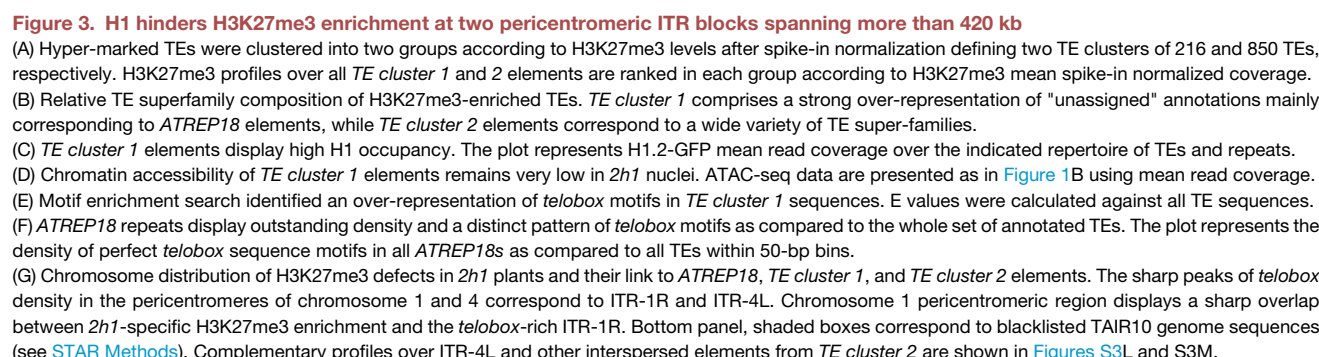 Figure 3. H1 hinders H3K27me3 enrichment at two pericentromeric ITR blocks spanning more than 420 kb
(A) Hyper-marked TEs were clustered into two groups according to H3K27me3 levels after spike-in normalization defining two TE clusters of 216 and 850 TEs,
respectively. H3K27me3 profiles over all TE cluster 1 and 2 elements are ranked in each group according to H3K27me3 mean spike-in normalized coverage.
(B) Relative TE superfamily composition of H3K27me3-enriched TEs. TE cluster 1 comprises a strong over-representation of "unassigned" annotations mainly
corresponding to ATREP18 elements, while TE cluster 2 elements correspond to a wide variety of TE super-families.
(C) TE cluster 1 elements display high H1 occupancy. The plot represents H1.2-GFP mean read coverage over the indicated repertoire of TEs and repeats.
(D) Chromatin accessibility of TE cluster 1 elements remains very low in 2h1 nuclei. ATAC-seq data are presented as in Figure 1B using mean read coverage.
(E) Motif enrichment search identified an over-representation of telobox motifs in TE cluster 1 sequences. E values were calculated against all TE sequences.
(F) ATREP18 repeats display outstanding density and a distinct pattern of telobox motifs as compared to the whole set of annotated TEs. The plot represents the
density of perfect telobox sequence motifs in all ATREP18s as compared to all TEs within 50-bp bins.
(G) Chromosome distribution of H3K27me3 defects in 2h1 plants and their link to ATREP18, TE cluster 1, and TE cluster 2 elements. The sharp peaks of telobox
density in the pericentromeres of chromosome 1 and 4 correspond to ITR-1R and ITR-4L. Chromosome 1 pericentromeric region displays a sharp overlap
between 2h1-specific H3K27me3 enrichment and the telobox-rich ITR-1R. Bottom panel, shaded boxes correspond to blacklisted TAIR10 genome sequences
(see STAR Methods). Complementary profiles over ITR-4L and other interspersed elements from TE cluster 2 are shown in Figures S3L and S3M.